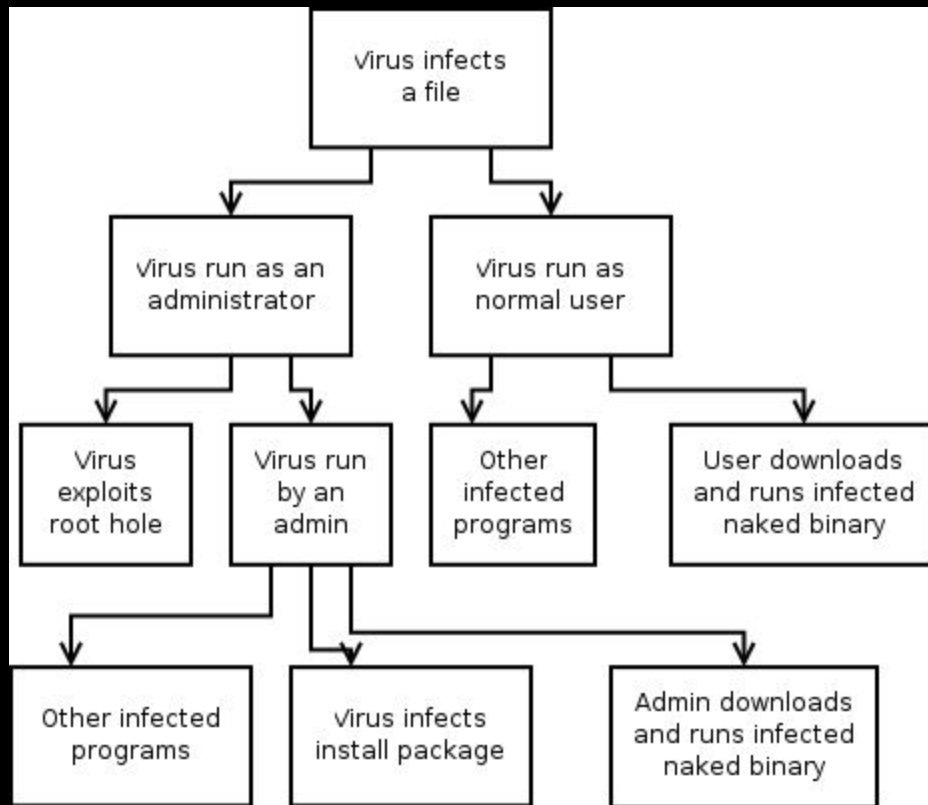 Virus infects
a file
Virus run as an
administrator
Virus run as
normal user
Virus
exploits
root hole
Virus run
by an
admin
Other
infected
programs
User downloads
and runs infected
naked binary
Other infected
programs
Virus infects
install package
Admin downloads
and runs infected
naked binary